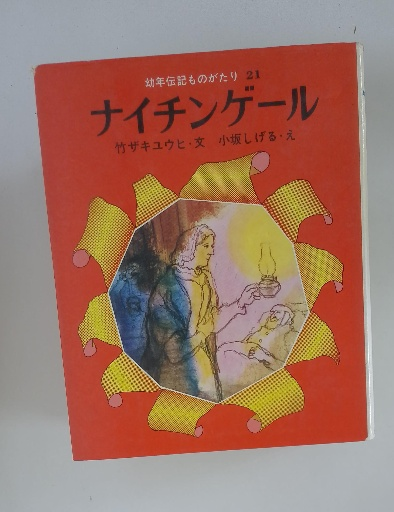 幼年伝記ものがたり 21
ナイチンゲール
竹ザキユウヒ・文 小坂しげる・え